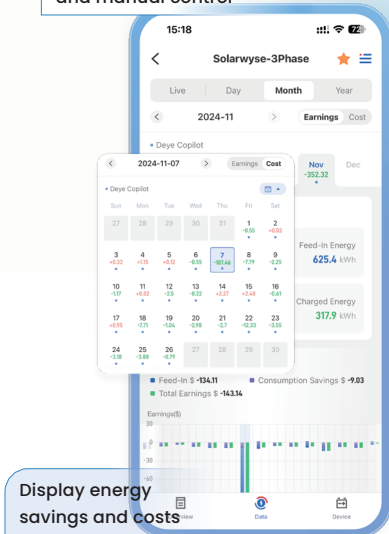 and manual control
15:18
72
Solarwyse-3Phase
Live Day Month Year
2024-11 Earnings Cost
• Deye Copilot
Nov Dec
-352.32
2024-11-07 Earnings Cost
• Deye Copilot
Sun Mon Tue Wed Thu Fri Sat
27 28 29 30 31 1 2
-0.55 +0.02
3 4 5 6 7 8 9
+0.32 +1.15 +0.12 -0.55 -107.46 -7.79 -2.25
10 11 12 13 14 15 16
-1.17 +0.02 -2.5 -0.22 +2.27 +2.40 -0.61
17 18 19 20 21 22 23
+0.95 -7.71 -1.04 -2.98 -2.7 -12.23 -3.55
24 25 26 27 28 29 30
-3.18 -3.88 -0.79
Feed-In Energy
625.4 kWh
Charged Energy
317.9 kWh
Feed-In $ -134.11 Consumption Savings $ -9.03
Total Earnings $ -143.14
Earnings($)
30
0
-30
-60
Data Device
Display energy
savings and costs